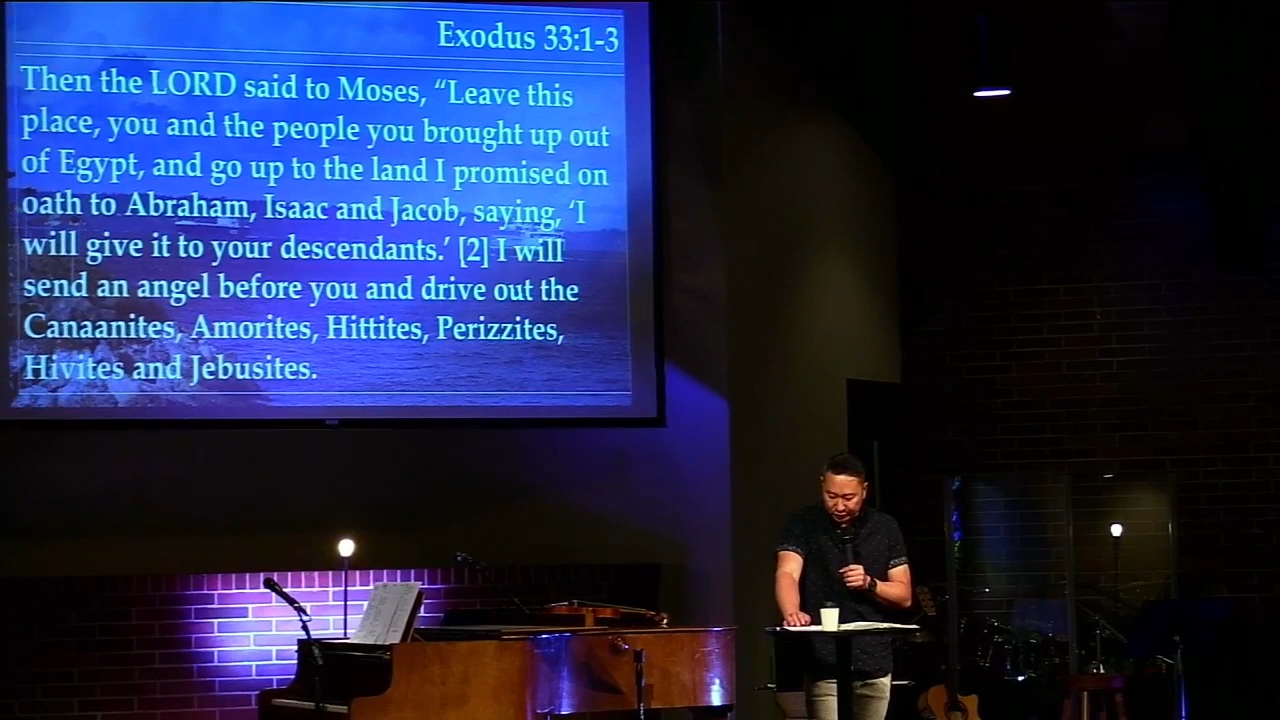 Exodus 33:1-3
Then the LORD said to Moses, “Leave this
place, you and the people you brought up out
of Egypt, and go up to the land I promised on
oath to Abraham, Isaac and Jacob, saying, ‘I
will give it to your descendants.’ [2] I will
send an angel before you and drive out the
Canaanites, Amorites, Hittites, Perizzites,
Hivites and Jebusites.